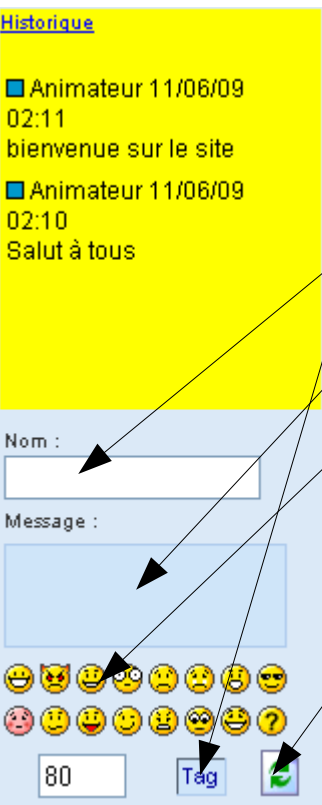 Historique
Animateur 11/06/09
02:11
bienvenue sur le site
Animateur 11/06/09
02:10
Salut à tous
Nom :
Message :
80 Tag